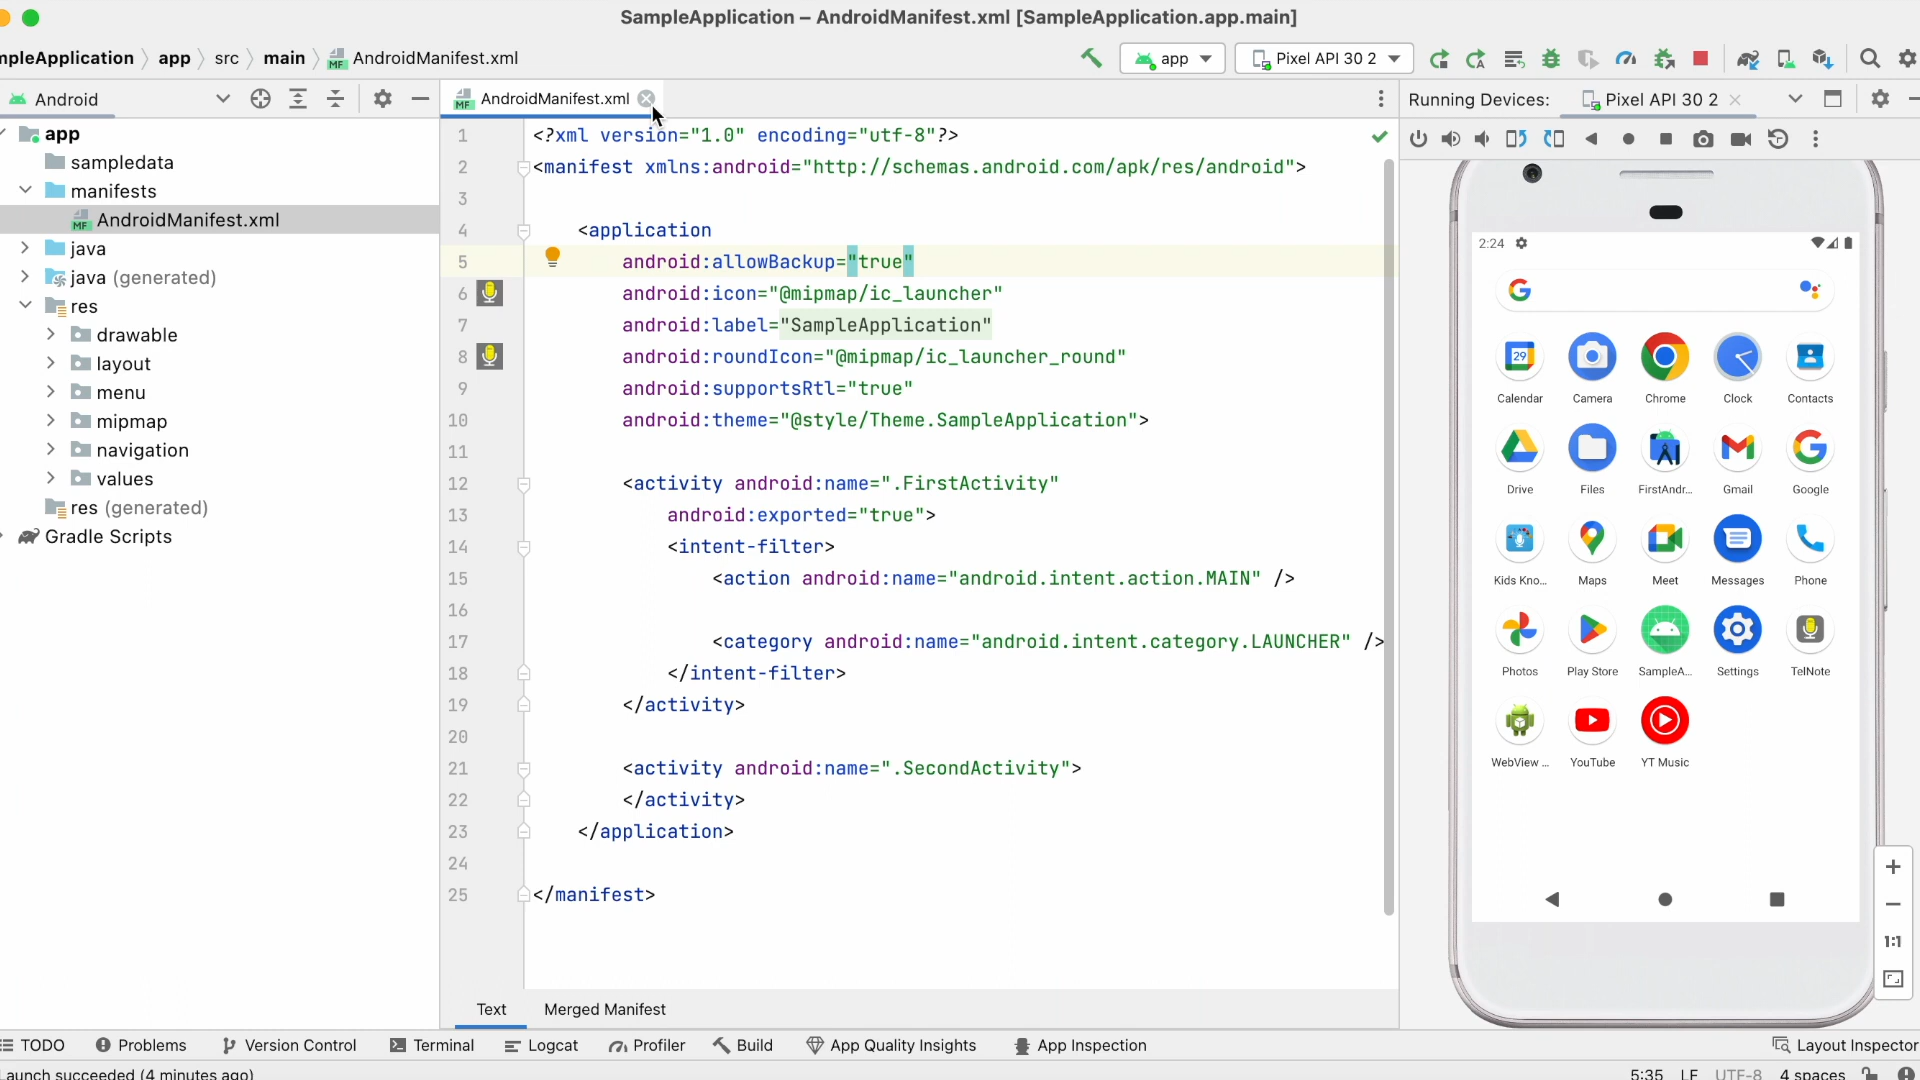 SampleApplication – AndroidManifest.xml [SampleApplication.app.main]
mpleApplication app src main MF AndroidManifest.xml
app Pixel API 30 2
Android
AndroidManifest.xml
Running Devices: Pixel API 30 2
app
sampledata
manifests
AndroidManifest.xml
java
java (generated)
res
drawable
layout
menu
mipmap
navigation
values
res (generated)
Gradle Scripts
1 <?xml version="1.0" encoding="utf-8"?>
2 <manifest xmlns:android="http://schemas.android.com/apk/res/android">
3
4 <application
5 android:allowBackup="true"
6 android:icon="@mipmap/ic_launcher"
7 android:label="SampleApplication"
8 android:roundIcon="@mipmap/ic_launcher_round"
9 android:supportsRtl="true"
10 android:theme="@style/Theme.SampleApplication">
11
12 <activity android:name=".FirstActivity"
13 android:exported="true">
14 <intent-filter>
15 <action android:name="android.intent.action.MAIN" />
16
17 <category android:name="android.intent.category.LAUNCHER" />
18 </intent-filter>
19 </activity>
20
21 <activity android:name=".SecondActivity">
22 </activity>
23 </application>
24
25 </manifest>
2:24
29
Calendar Camera Chrome Clock Contacts
Drive Files FirstAndr... Gmail Google
Kids Kno... Maps Meet Messages Phone
Photos Play Store SampleA... Settings TelNote
WebView ... YouTube YT Music
1:1
Text Merged Manifest
TODO Problems Version Control Terminal Logcat Profiler Build App Quality Insights App Inspection Layout Inspector
Launch succeeded (4 minutes ago) 5:35 LF UTF-8 4 spaces